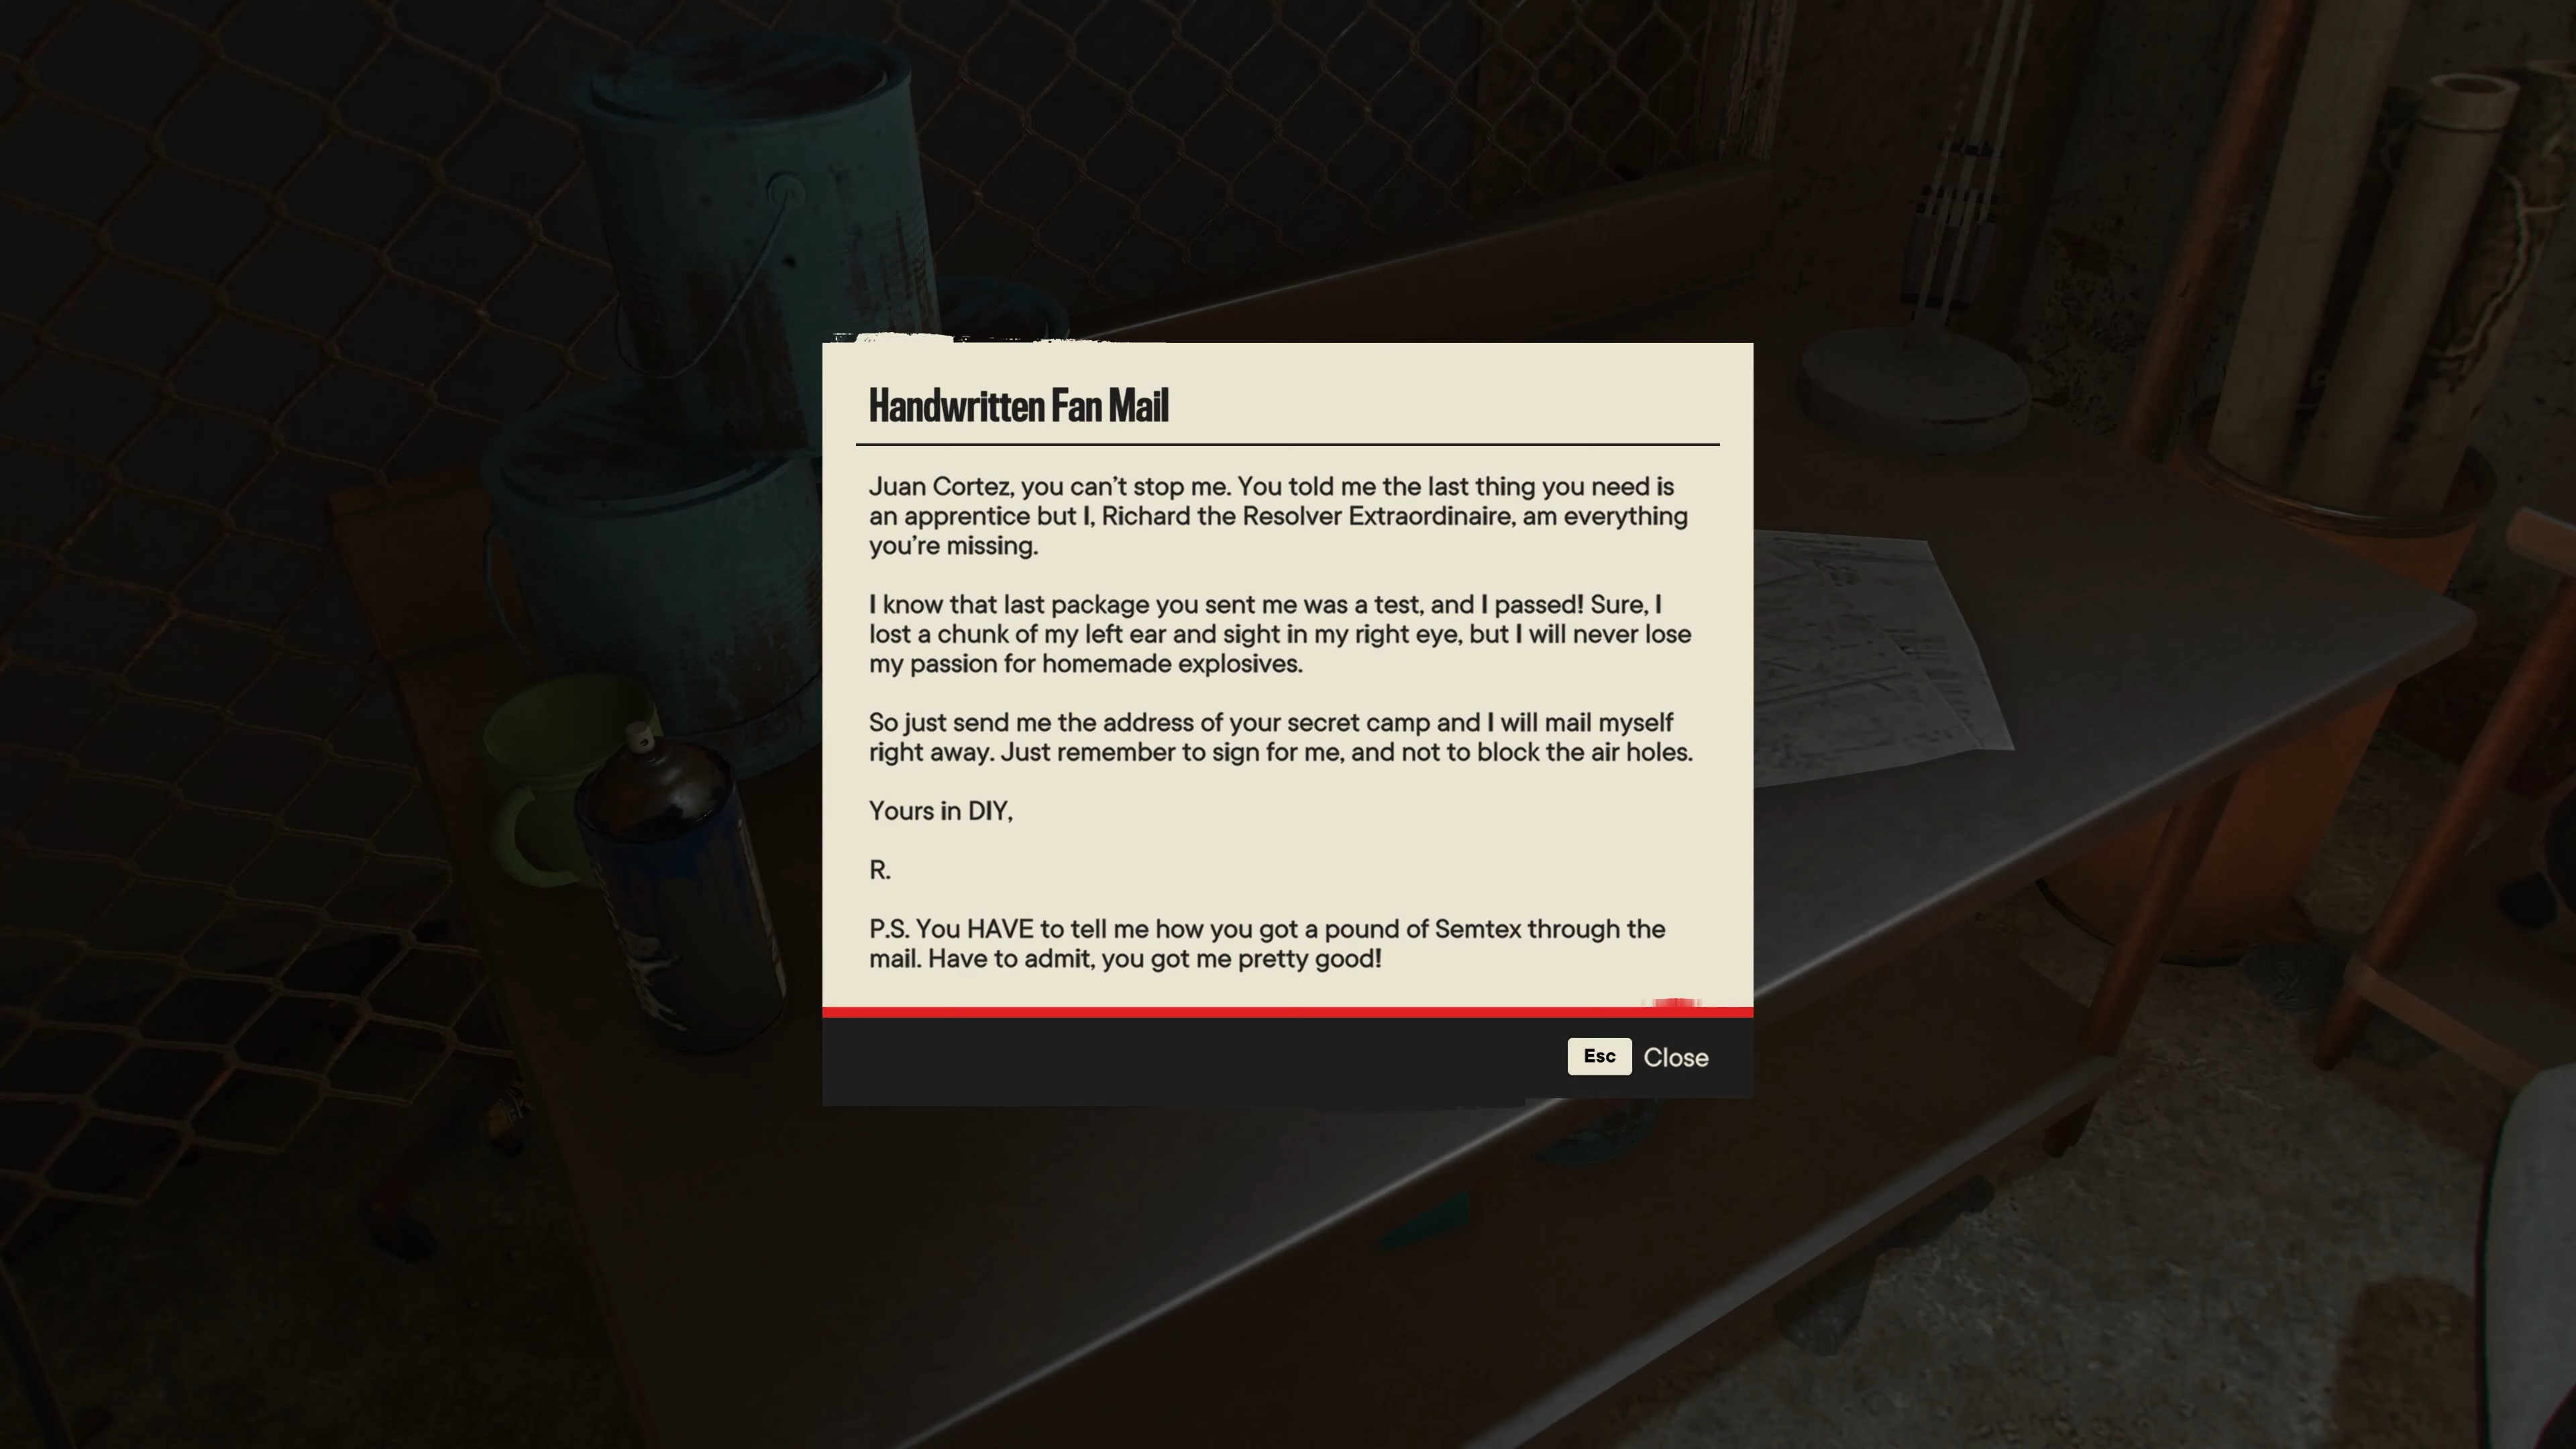 Handwritten Fan Mail
Juan Cortez, you can't stop me. You told me the last thing you need is
an apprentice but I, Richard the Resolver Extraordinaire, am everything
you're missing.
I know that last package you sent me was a test, and I passed! Sure, I
lost a chunk of my left ear and sight in my right eye, but I will never lose
my passion for homemade explosives.
So just send me the address of your secret camp and I will mail myself
right away. Just remember to sign for me, and not to block the air holes.
Yours in DIY,
R.
P.S. You HAVE to tell me how you got a pound of Semtex through the
mail. Have to admit, you got me pretty good!
Esc Close